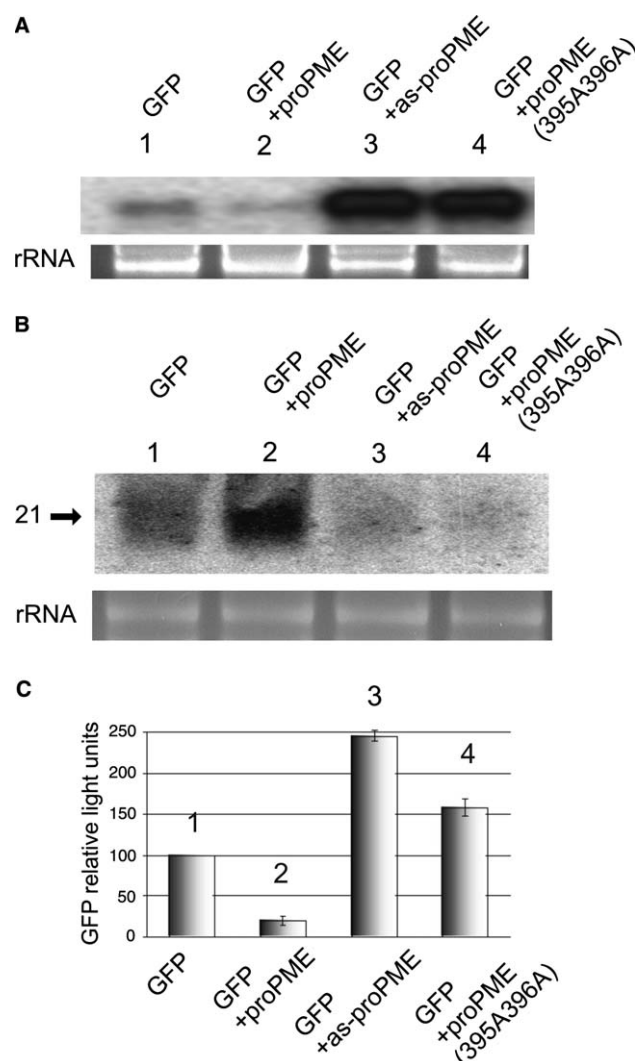 A
GFP
GFP
+proPME
GFP
+as-proPME
GFP
+proPME
(395A396A)
1
2
3
4
rRNA
B
GFP
GFP
+proPME
GFP
+as-proPME
GFP
+proPME
(395A396A)
1
2
3
4
21
rRNA
C
GFP relative light units
250
200
150
100
50
0
1
2
3
4
GFP
GFP
+proPME
GFP
+as-proPME
GFP
+proPME
(395A396A)